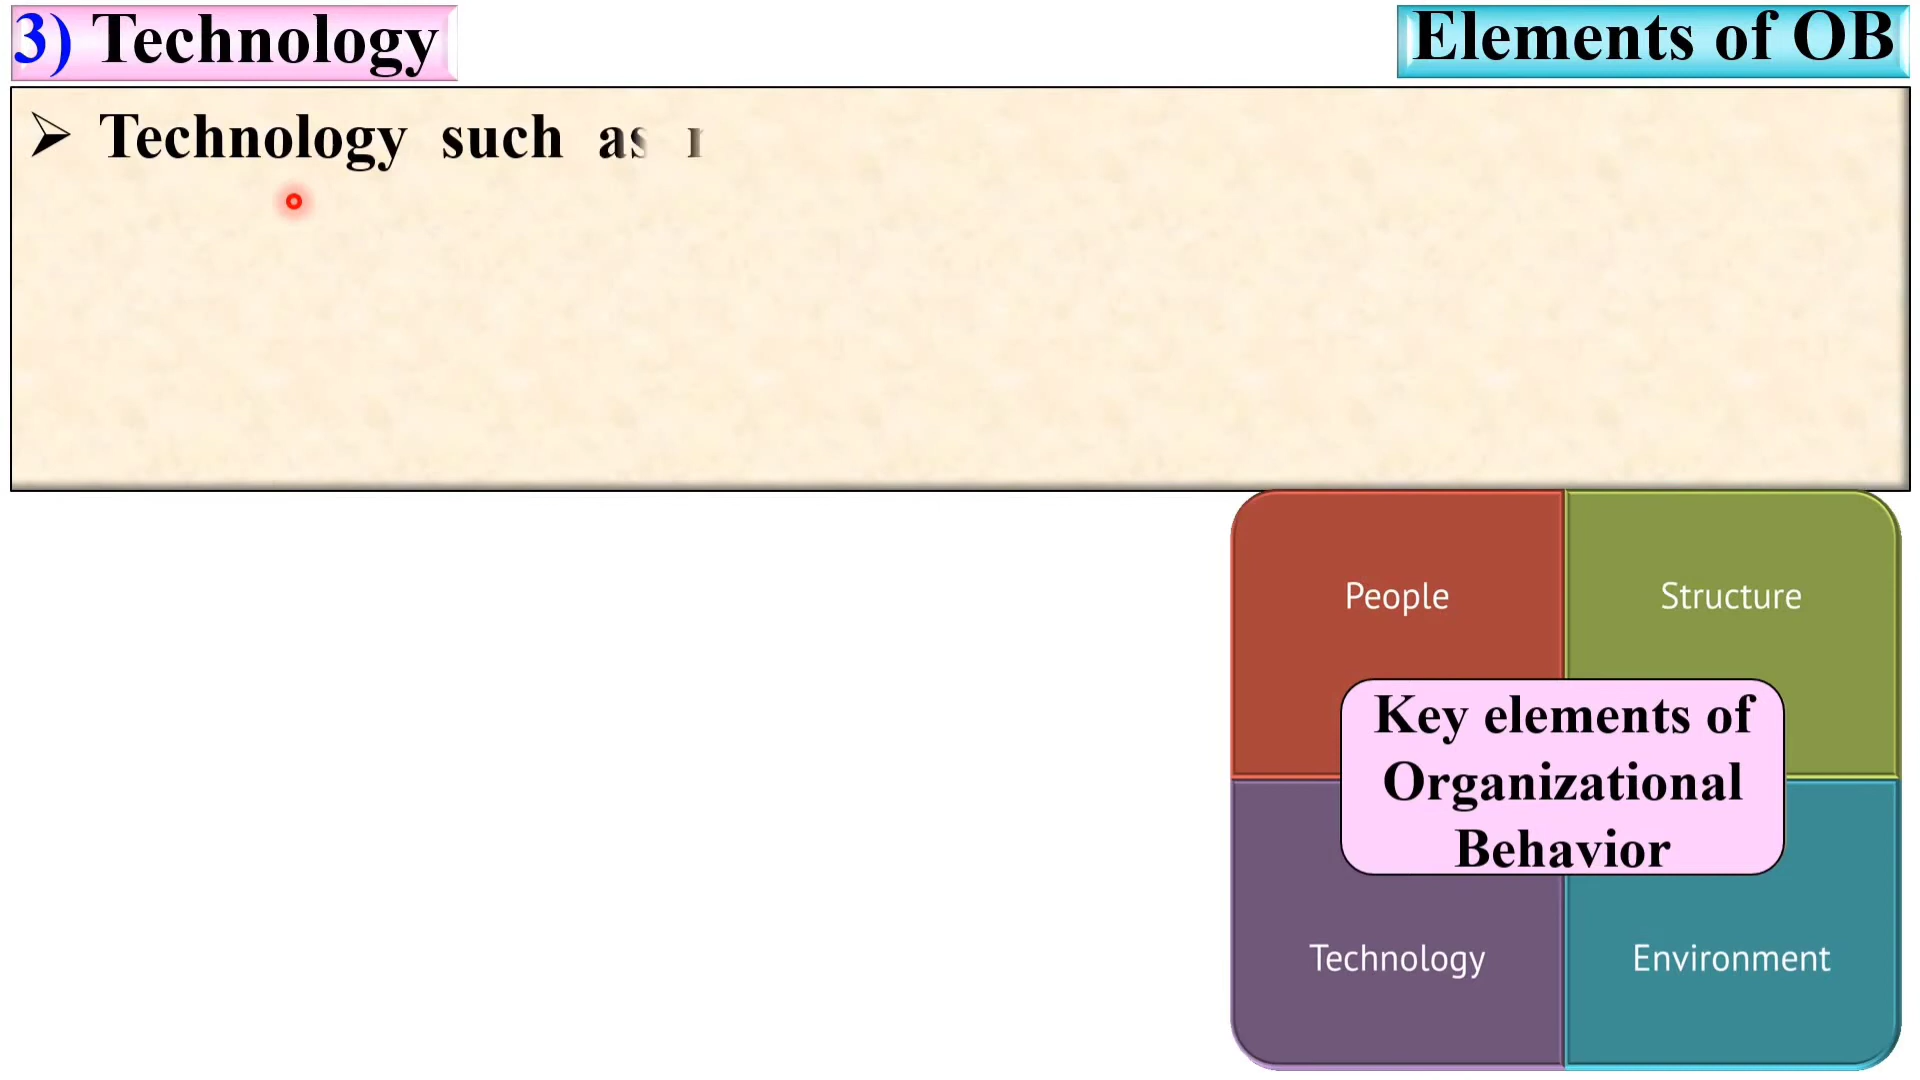 3) Technology
Elements of OB
➢ Technology such as
People
Structure
Key elements of
Organizational
Behavior
Technology
Environment